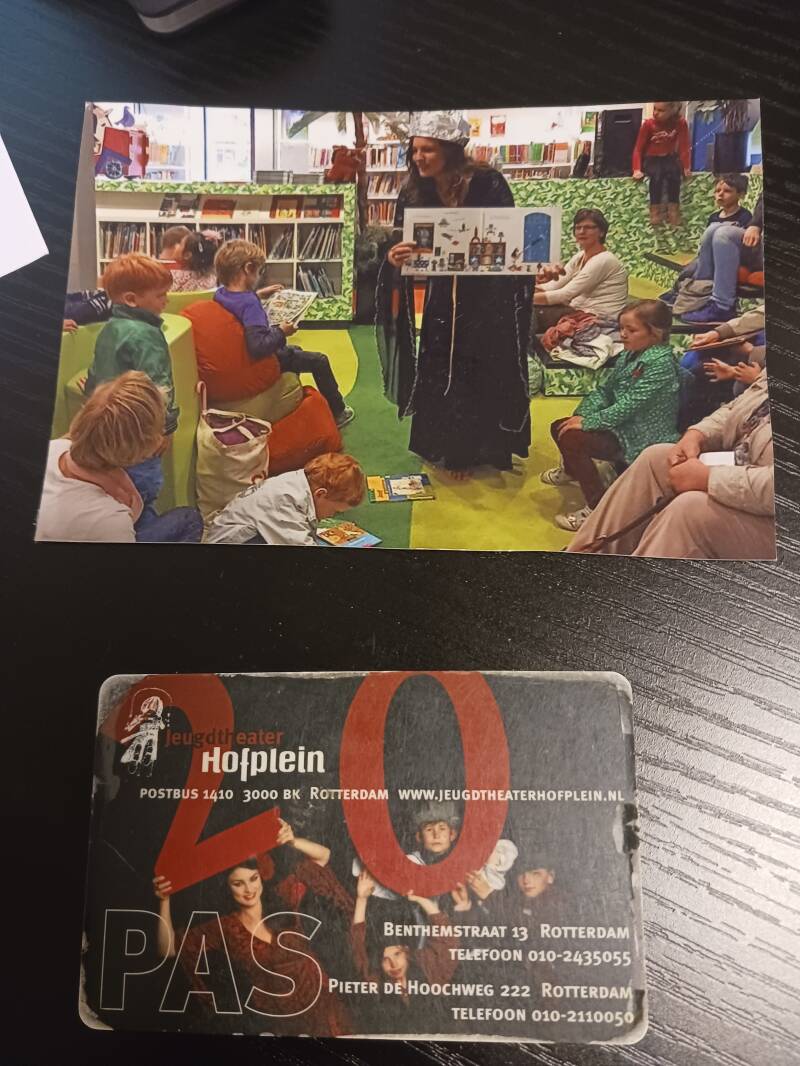 20
Jeugdtheater
Hofplein
POSTBUS 1410 3000 BK ROTTERDAM WWW.JEUGDTHEATERHOFPLEIN.NL
PAS
BENTHEMSTRAAT 13 ROTTERDAM
TELEFOON 010-2435055
PIETER DE HOOCHWEG 222 ROTTERDAM
TELEFOON 010-2110050